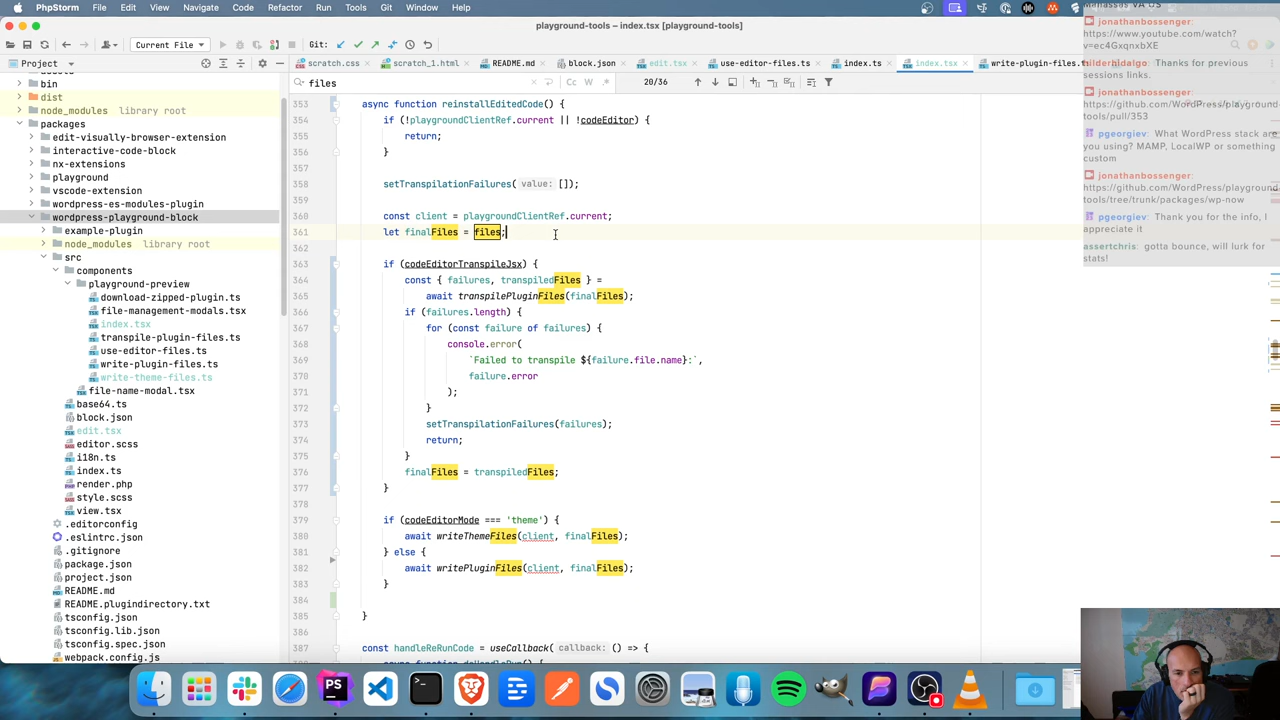 PhpStorm File Edit View Navigate Code Refactor Run Tools Git Window Help
playground-tools – index.tsx [playground-tools]
Current File
Git:
Project
scratch.css
scratch_1.html
README.md
block.json
edit.tsx
use-editor-files.ts
index.ts
index.tsx
write-plugin-files.ts
files
Cc W
20/36
bin
dist
node_modules library root
packages
edit-visually-browser-extension
interactive-code-block
nx-extensions
playground
vscode-extension
wordpress-es-modules-plugin
wordpress-playground-block
example-plugin
node_modules library root
src
components
playground-preview
download-zipped-plugin.ts
file-management-modals.tsx
index.tsx
transpile-plugin-files.ts
use-editor-files.ts
write-plugin-files.ts
write-theme-files.ts
file-name-modal.tsx
base64.ts
block.json
edit.tsx
editor.scss
i18n.ts
index.ts
render.php
style.scss
view.tsx
.editorconfig
.eslintrc.json
.gitignore
package.json
project.json
README.md
README.plugindirectory.txt
tsconfig.json
tsconfig.lib.json
tsconfig.spec.json
webpack.config.js
353 async function reinstallEditedCode() {
354 if (!playgroundClientRef.current || !codeEditor) {
355 return;
356 }
357
358 setTranspilationFailures( value: []);
359
360 const client = playgroundClientRef.current;
361 let finalFiles = files;
362
363 if (codeEditorTranspileJsx) {
364 const { failures, transpiledFiles } =
365 await transpilePluginFiles(finalFiles);
366 if (failures.length) {
367 for (const failure of failures) {
368 console.error(
369 `Failed to transpile ${failure.file.name}:`,
370 failure.error
371 );
372 }
373 setTranspilationFailures(failures);
374 return;
375 }
376 finalFiles = transpiledFiles;
377 }
378
379 if (codeEditorMode === 'theme') {
380 await writeThemeFiles(client, finalFiles);
381 } else {
382 await writePluginFiles(client, finalFiles);
383 }
384
385 }
386
387 const handleReRunCode = useCallback( callback: () => {
jonathanbossenger:
https://www.youtube.com/watch?
v=ec4GxqnxbXE
hilderhidalgo: Thanks for previous
sessions links.
jonathanbossenger:
https://github.com/WordPress/playground-
tools/pull/353
pgeorgiev: What WordPress stack are
you using? MAMP, LocalWP or something
custom
jonathanbossenger:
https://github.com/WordPress/playground-
tools/tree/trunk/packages/wp-now
pgeorgiev: Thank you for the info, I
appreciate it
assertchris: gotta bounce, will lurk for
stats!